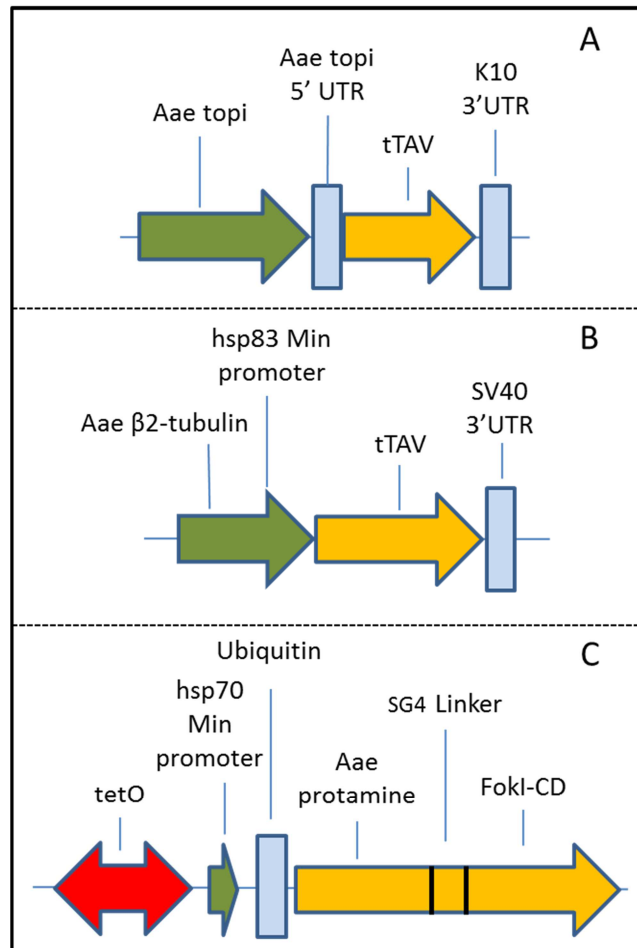 A
Aae topi
Aae topi
5’ UTR
tTAV
K10
3’UTR
B
hsp83 Min
promoter
Aae β2-tubulin
tTAV
SV40
3’UTR
C
Ubiquitin
hsp70
Min
promoter
tetO
Aae
protamine
SG4 Linker
FokI-CD